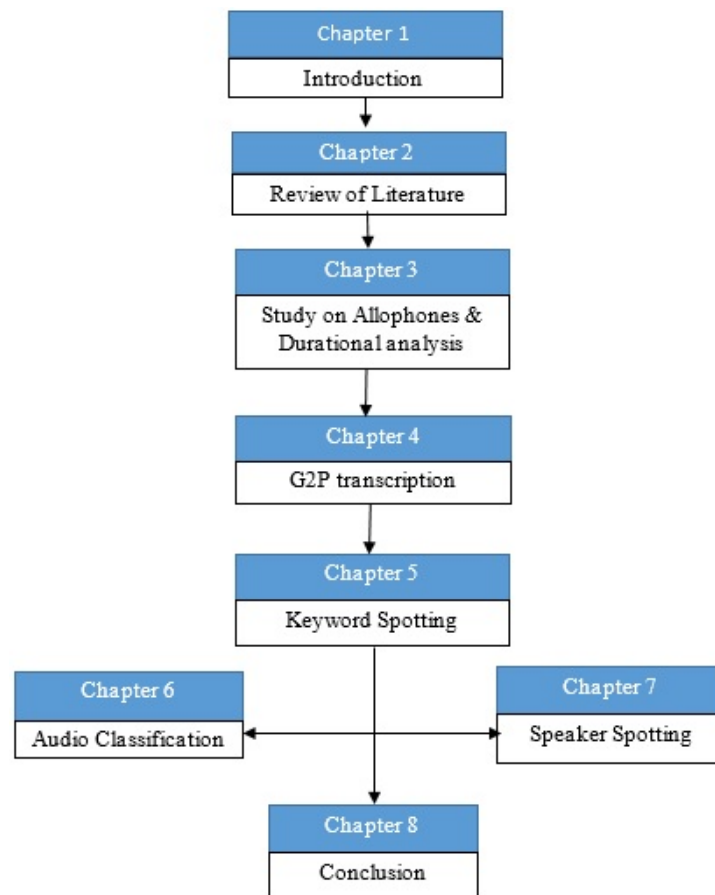 Chapter 1
Introduction
Chapter 2
Review of Literature
Chapter 3
Study on Allophones &
Durational analysis
Chapter 4
G2P transcription
Chapter 5
Keyword Spotting
Chapter 6
Audio Classification
Chapter 7
Speaker Spotting
Chapter 8
Conclusion